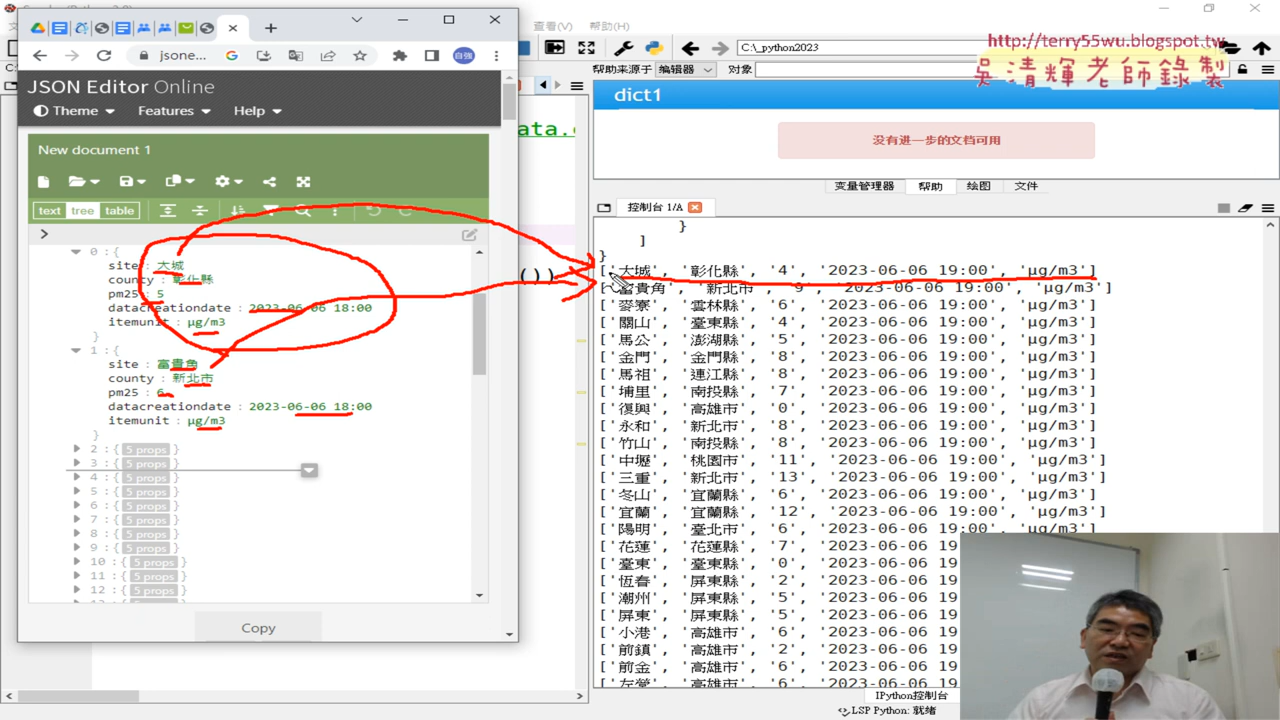 查看(V) 帮助(H)
jsone...
自強
C:\_python2023
http://terry55wu.blogspot.tw
吳清輝老師錄製
帮助来源于 编辑器 对象
JSON Editor Online
Theme Features Help
New document 1
text tree table
0 : {
site : 大城
county : 彰化縣
pm25 : 5
datacreationdate : 2023-06-06 18:00
itemunit : μg/m3
}
1 : {
site : 富貴角
county : 新北市
pm25 : 6
datacreationdate : 2023-06-06 18:00
itemunit : μg/m3
}
2 : { 5 props }
3 : { 5 props }
4 : { 5 props }
5 : { 5 props }
6 : { 5 props }
7 : { 5 props }
8 : { 5 props }
9 : { 5 props }
10 : { 5 props }
11 : { 5 props }
12 : { 5 props }
Copy
ata.
())
dict1
没有進一步的文档可用
变量管理器 帮助 绘图 文件
控制台 1/A
}
]
}
['大城', '彰化縣', '4', '2023-06-06 19:00', 'μg/m3']
['富貴角', '新北市', '9', '2023-06-06 19:00', 'μg/m3']
['麥寮', '雲林縣', '6', '2023-06-06 19:00', 'μg/m3']
['關山', '臺東縣', '4', '2023-06-06 19:00', 'μg/m3']
['馬公', '澎湖縣', '5', '2023-06-06 19:00', 'μg/m3']
['金門', '金門縣', '8', '2023-06-06 19:00', 'μg/m3']
['馬祖', '連江縣', '8', '2023-06-06 19:00', 'μg/m3']
['埔里', '南投縣', '7', '2023-06-06 19:00', 'μg/m3']
['復興', '高雄市', '0', '2023-06-06 19:00', 'μg/m3']
['永和', '新北市', '8', '2023-06-06 19:00', 'μg/m3']
['竹山', '南投縣', '8', '2023-06-06 19:00', 'μg/m3']
['中壢', '桃園市', '11', '2023-06-06 19:00', 'μg/m3']
['三重', '新北市', '13', '2023-06-06 19:00', 'μg/m3']
['冬山', '宜蘭縣', '6', '2023-06-06 19:00', 'μg/m3']
['宜蘭', '宜蘭縣', '12', '2023-06-06 19:00', 'μg/m3']
['陽明', '臺北市', '6', '2023-06-06 19:00', 'μg/m3']
['花蓮', '花蓮縣', '7', '2023-06-06 19
['臺東', '臺東縣', '6', '2023-06-06 19
['恆春', '屏東縣', '2', '2023-06-06 19
['潮州', '屏東縣', '5', '2023-06-06 19
['屏東', '屏東縣', '5', '2023-06-06 19
['小港', '高雄市', '6', '2023-06-06 19
['前鎮', '高雄市', '2', '2023-06-06 19
['前金', '高雄市', '6', '2023-06-06 19
['左營', '高雄市', '6', '2023-06-06 19
IPython控制台
LSP Python: 就绪